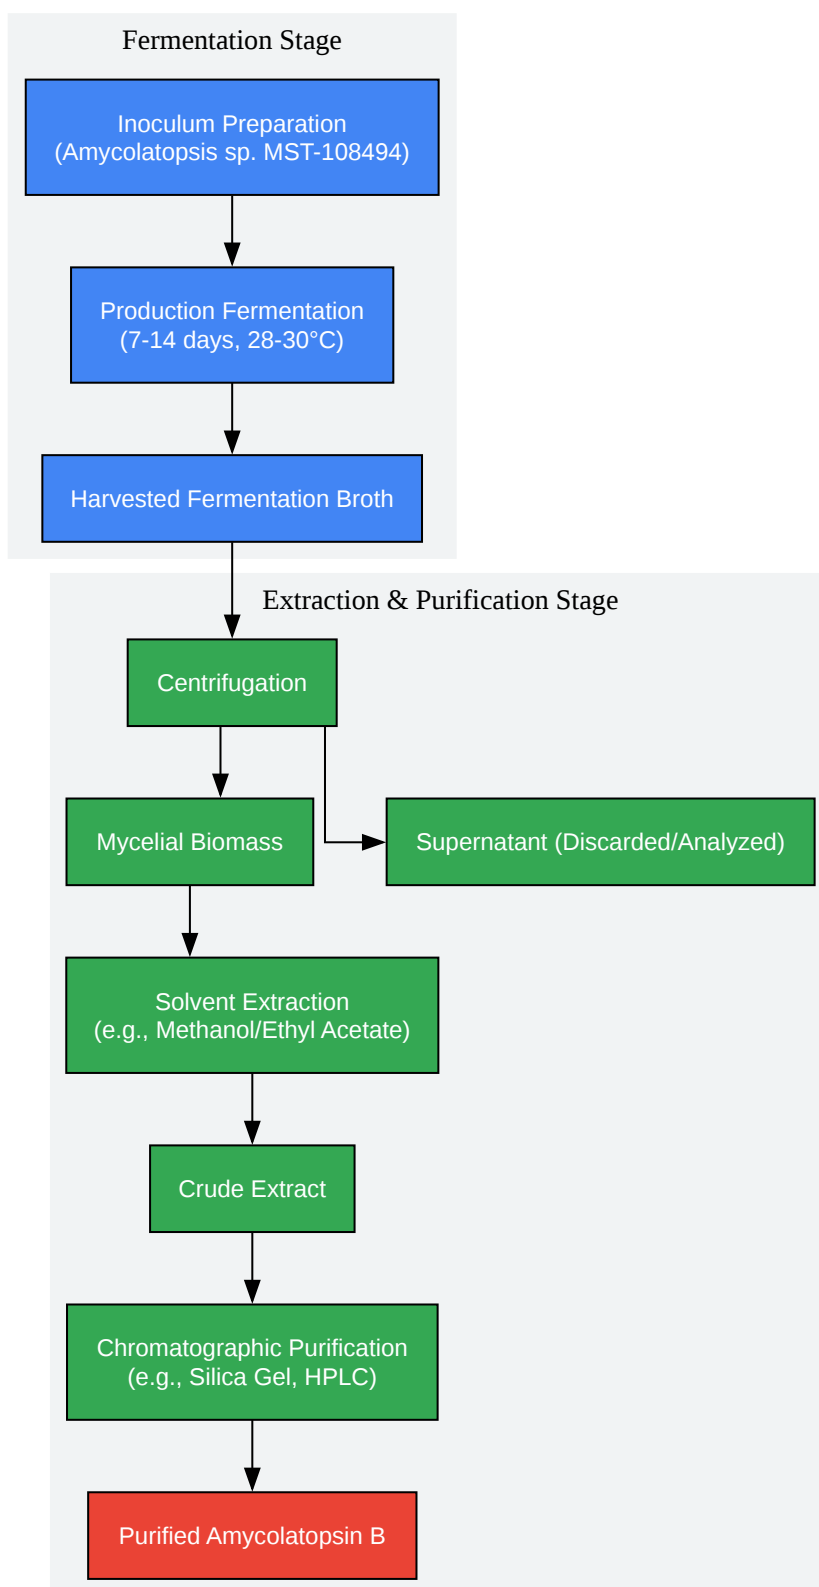 Fermentation Stage
Inoculum Preparation
(Amycolatopsis sp. MST-108494)
Production Fermentation
(7-14 days, 28-30°C)
Harvested Fermentation Broth
Extraction & Purification Stage
Centrifugation
Mycelial Biomass
Supernatant (Discarded/Analyzed)
Solvent Extraction
(e.g., Methanol/Ethyl Acetate)
Crude Extract
Chromatographic Purification
(e.g., Silica Gel, HPLC)
Purified Amycolatopsin B